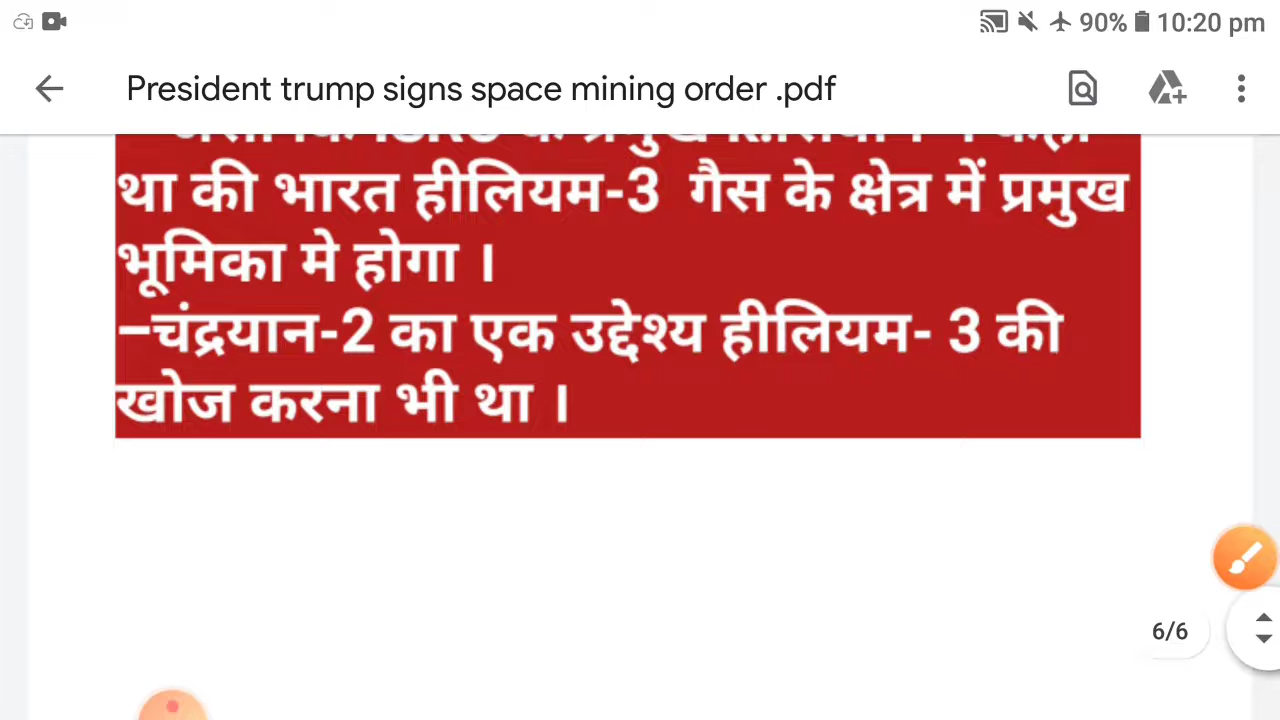 90% 10:20 pm
President trump signs space mining order .pdf
के प्रमुख
था की भारत हीलियम-3 गैस के क्षेत्र में प्रमुख
भूमिका मे होगा ।
–चंद्रयान-2 का एक उद्देश्य हीलियम- 3 की
खोज करना भी था ।
6/6